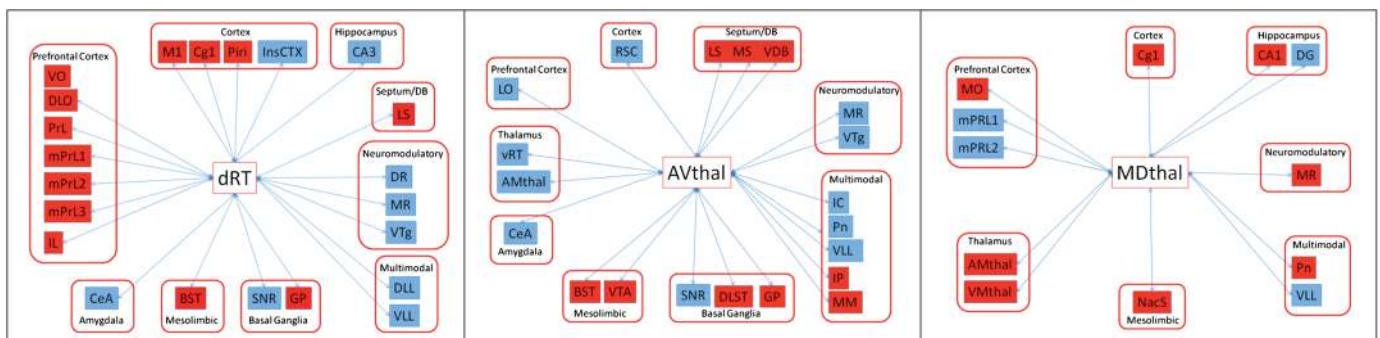 Cortex
M1 Cg1 Piri InsCTX
Hippocampus
CA3
Prefrontal Cortex
VO
DLO
PrL
mPrL1
mPrL2
mPrL3
IL
Septum/DB
LS
dRT
Neuromodulatory
DR
MR
VTg
Multimodal
DLL
VLL
CeA
Amygdala
BST
Mesolimbic
SNR GP
Basal Ganglia
Cortex
RSC
Septum/DB
LS MS VDB
Prefrontal Cortex
LO
Neuromodulatory
MR
VTg
Thalamus
vRT
AMthal
AVthal
Multimodal
IC
Pn
VLL
IP
MM
CeA
Amygdala
BST VTA
Mesolimbic
SNR DLST GP
Basal Ganglia
Cortex
Cg1
Hippocampus
CA1 DG
Prefrontal Cortex
MO
mPRL1
mPRL2
MDthal
Neuromodulatory
MR
Thalamus
AMthal
VMthal
Multimodal
Pn
VLL
NacS
Mesolimbic